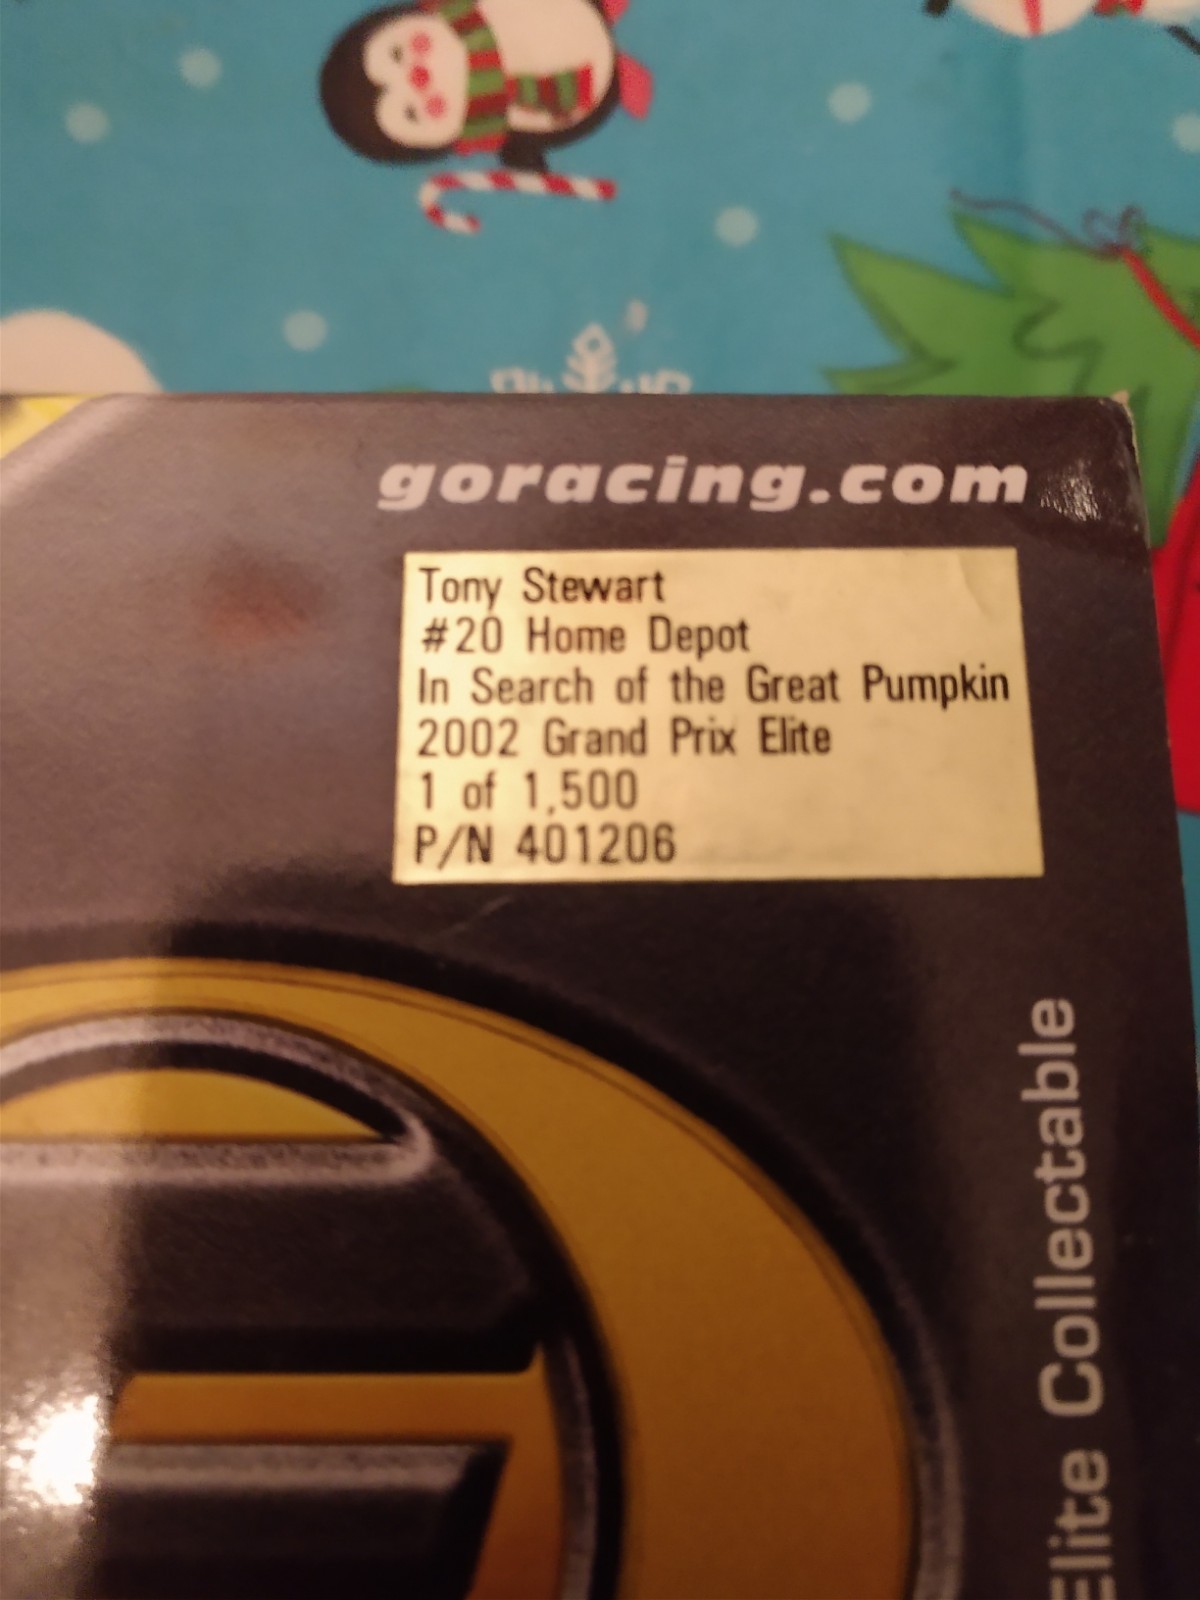 goracing.com
Tony Stewart
#20 Home Depot
In Search of the Great Pumpkin
2002 Grand Prix Elite
1 of 1,500
P/N 401206
Elite Collectable